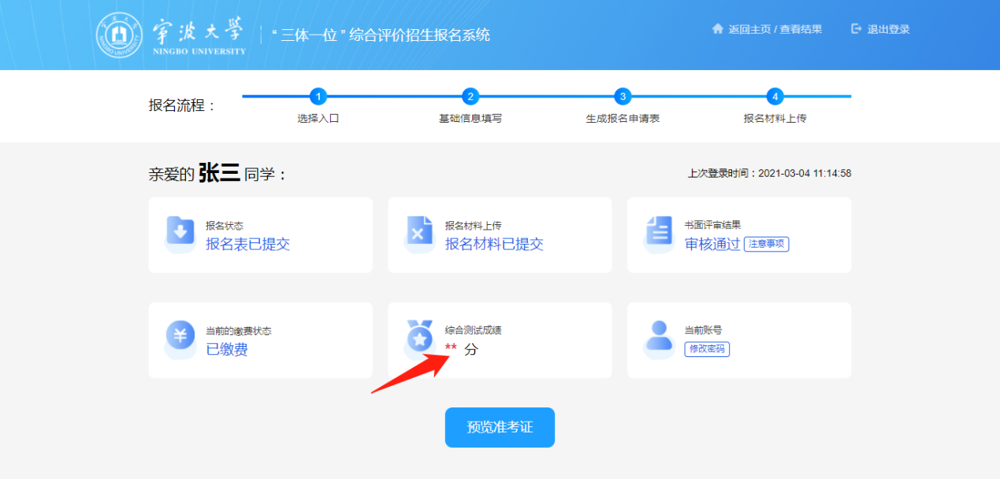 宁波大学
NINGBO UNIVERSITY
“三体一位”综合评价招生报名系统
返回主页 / 查看结果
退出登录
报名流程：
1
2
3
4
选择入口
基础信息填写
生成报名申请表
报名材料上传
亲爱的 张三 同学：
上次登录时间：2021-03-04 11:14:58
报名状态
报名表已提交
报名材料上传
报名材料已提交
书面评审结果
审核通过 注意事项
当前的缴费状态
已缴费
综合测试成绩
** 分
当前账号
修改密码
预览准考证